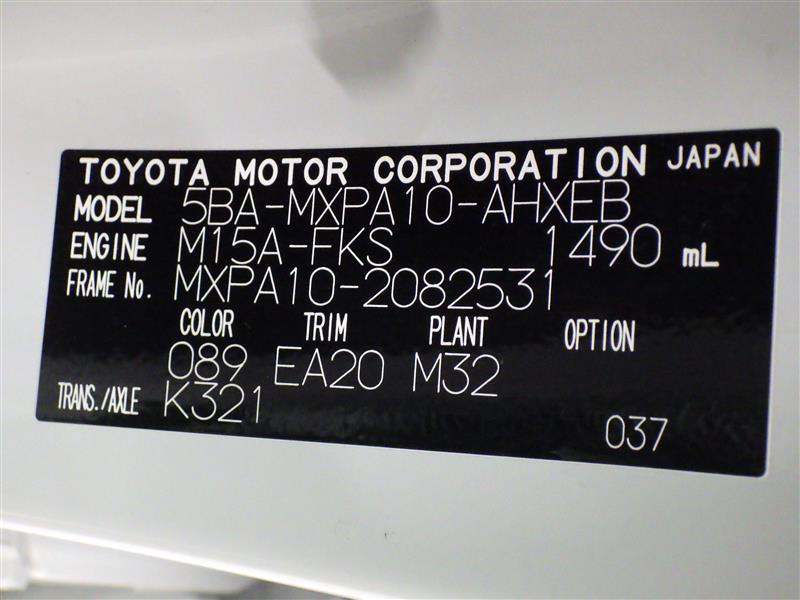 TOYOTA MOTOR CORPORATION JAPAN
MODEL 5BA-MXPA10-AHXEB
ENGINE M15A-FKS 1490 mL
FRAME No. MXPA10-2082531
COLOR TRIM PLANT OPTION
089 EA20 M32
TRANS./AXLE K321
037